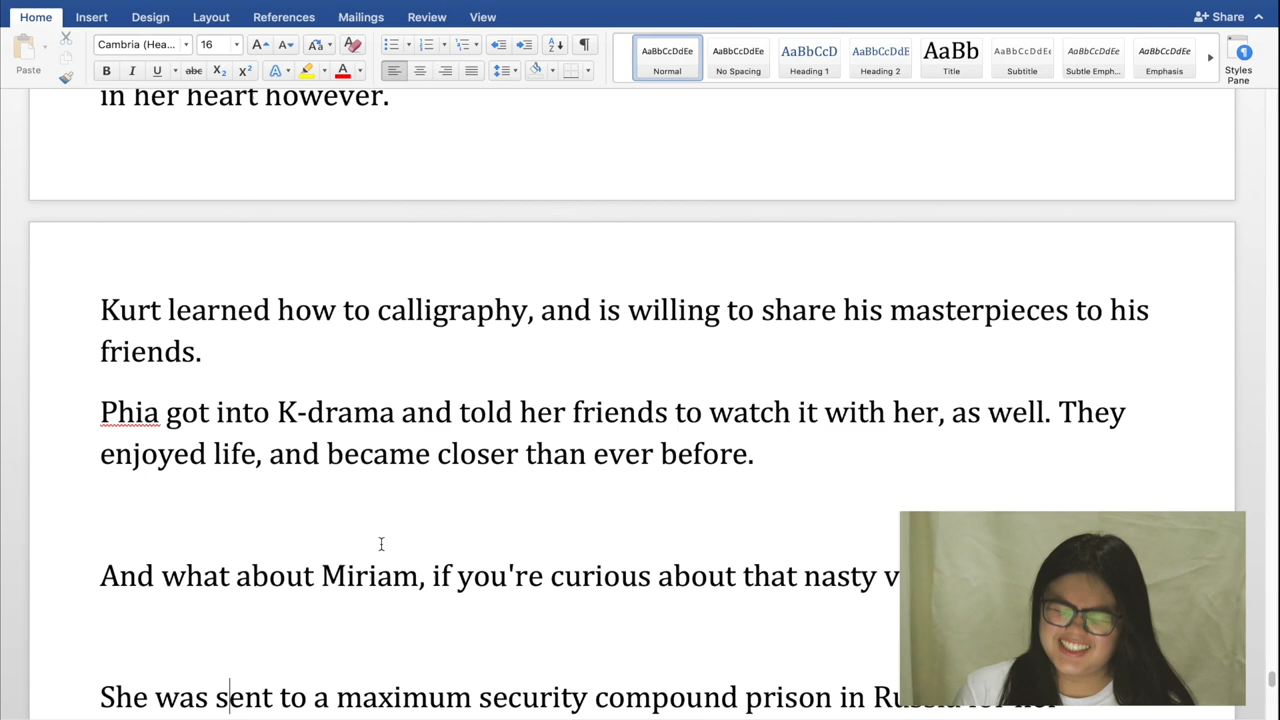 Home Insert Design Layout References Mailings Review View Share
Cambria (Hea... 16
Paste
AaBbCcDdEe AaBbCcDdEe AaBbCcD AaBbCcDdE AaBb AaBbCcDdEe AaBbCcDdEe AaBbCcDdEe
Normal No Spacing Heading 1 Heading 2 Title Subtitle Subtle Emph... Emphasis
Styles
Pane
in her heart however.
Kurt learned how to calligraphy, and is willing to share his masterpieces to his
friends.
Phia got into K-drama and told her friends to watch it with her, as well. They
enjoyed life, and became closer than ever before.
And what about Miriam, if you're curious about that nasty
She was sent to a maximum security compound prison in